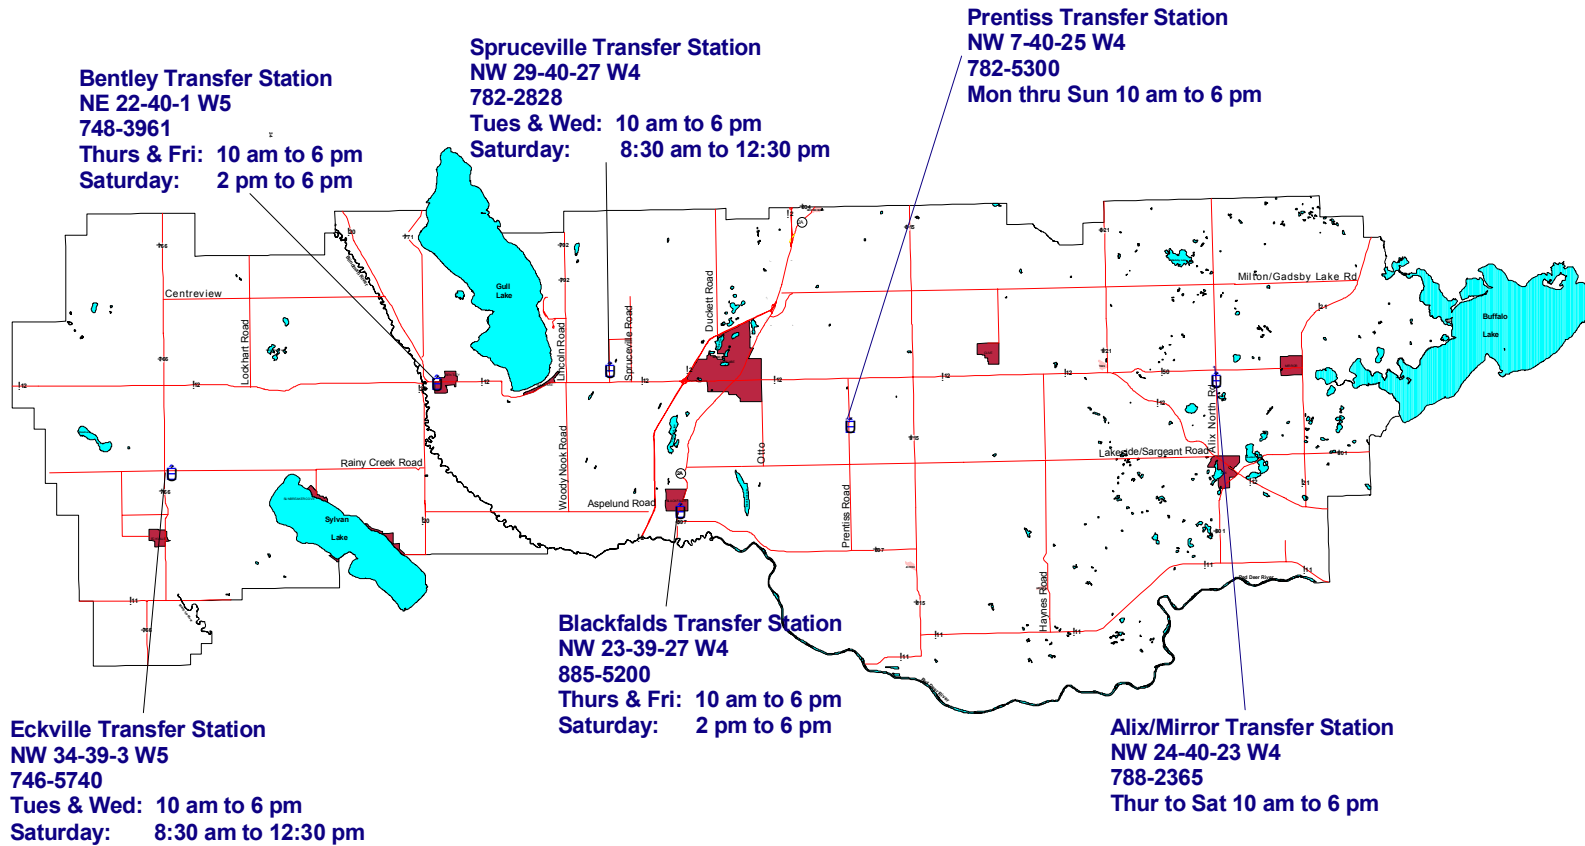 Prentiss Transfer Station
NW 7-40-25 W4
782-5300
Mon thru Sun 10 am to 6 pm
Spruceville Transfer Station
NW 29-40-27 W4
782-2828
Tues & Wed: 10 am to 6 pm
Saturday: 8:30 am to 12:30 pm
Bentley Transfer Station
NE 22-40-1 W5
748-3961
Thurs & Fri: 10 am to 6 pm
Saturday: 2 pm to 6 pm
Centreview
Lockhart Road
Gull
Lake
Lincoln Road
Spruceville Road
Duckett Road
Milton/Gadsby Lake Rd
Buffalo
Lake
Rainy Creek Road
Woody Nook Road
Aspelund Road
Otto
Prentiss Road
Haynes Road
Lakeside/Sargeant Road
Alix North Rd
Sylvan
Lake
2A
2A
Red Deer River
Red Deer River
Blackfalds Transfer Station
NW 23-39-27 W4
885-5200
Thurs & Fri: 10 am to 6 pm
Saturday: 2 pm to 6 pm
Eckville Transfer Station
NW 34-39-3 W5
746-5740
Tues & Wed: 10 am to 6 pm
Saturday: 8:30 am to 12:30 pm
Alix/Mirror Transfer Station
NW 24-40-23 W4
788-2365
Thur to Sat 10 am to 6 pm